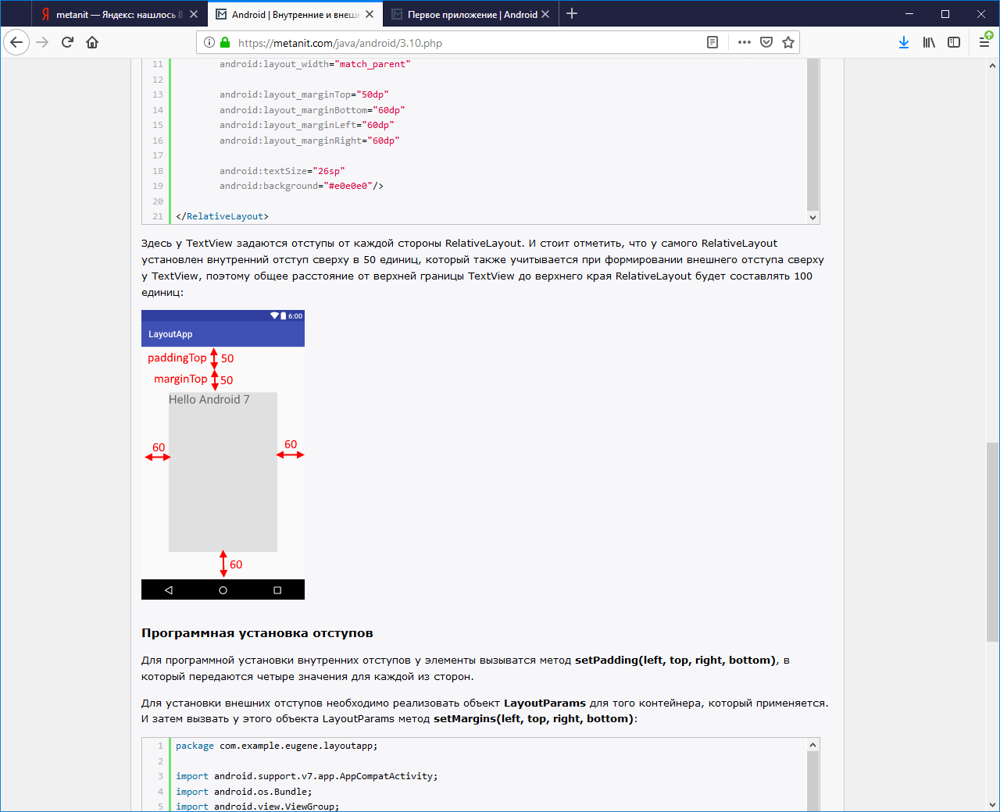 metanit — Яндекс: нашлось 8
Android | Внутренние и внеш
Первое приложение | Android
https://metanit.com/java/android/3.10.php
11 android:layout_width="match_parent"
12
13 android:layout_marginTop="50dp"
14 android:layout_marginBottom="60dp"
15 android:layout_marginLeft="60dp"
16 android:layout_marginRight="60dp"
17
18 android:textSize="26sp"
19 android:background="#e0e0e0"/>
20
21 </RelativeLayout>
Здесь у TextView задаются отступы от каждой стороны RelativeLayout. И стоит отметить, что у самого RelativeLayout
установлен внутренний отступ сверху в 50 единиц, который также учитывается при формировании внешнего отступа сверху
у TextView, поэтому общее расстояние от верхней границы TextView до верхнего края RelativeLayout будет составлять 100
единиц:
6:00
LayoutApp
paddingTop 50
marginTop 50
Hello Android 7
60
60
60
Программная установка отступов
Для программной установки внутренних отступов у элементы вызыватся метод setPadding(left, top, right, bottom), в
который передаются четыре значения для каждой из сторон.
Для установки внешних отступов необходимо реализовать объект LayoutParams для того контейнера, который применяется.
И затем вызвать у этого объекта LayoutParams метод setMargins(left, top, right, bottom):
1 package com.example.eugene.layoutapp;
2
3 import android.support.v7.app.AppCompatActivity;
4 import android.os.Bundle;
5 import android.view.ViewGroup;